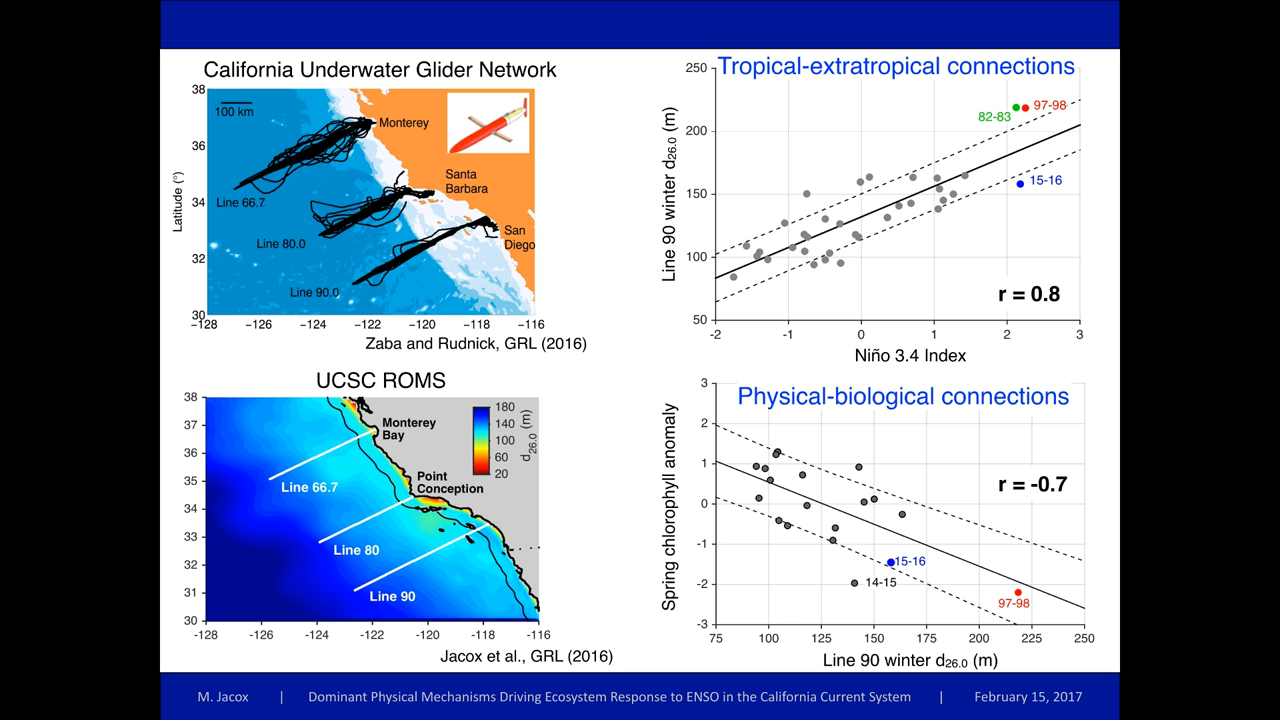 California Underwater Glider Network
38
36
34
32
30
Latitude (°)
100 km
Monterey
Santa
Barbara
San
Diego
Line 66.7
Line 80.0
Line 90.0
−128
−126
−124
−122
−120
−118
−116
Zaba and Rudnick, GRL (2016)
Tropical-extratropical connections
250
200
150
100
50
Line 90 winter d26.0 (m)
97-98
82-83
15-16
r = 0.8
-2
-1
0
1
2
3
Niño 3.4 Index
UCSC ROMS
38
37
36
35
34
33
32
31
30
Monterey
Bay
Point
Conception
180
140
100
60
20
d26.0 (m)
Line 66.7
Line 80
Line 90
-128
-126
-124
-122
-120
-118
-116
Jacox et al., GRL (2016)
Physical-biological connections
3
2
1
0
-1
-2
-3
Spring chlorophyll anomaly
r = -0.7
15-16
14-15
97-98
75
100
125
150
175
200
225
250
Line 90 winter d26.0 (m)
M. Jacox | Dominant Physical Mechanisms Driving Ecosystem Response to ENSO in the California Current System | February 15, 2017